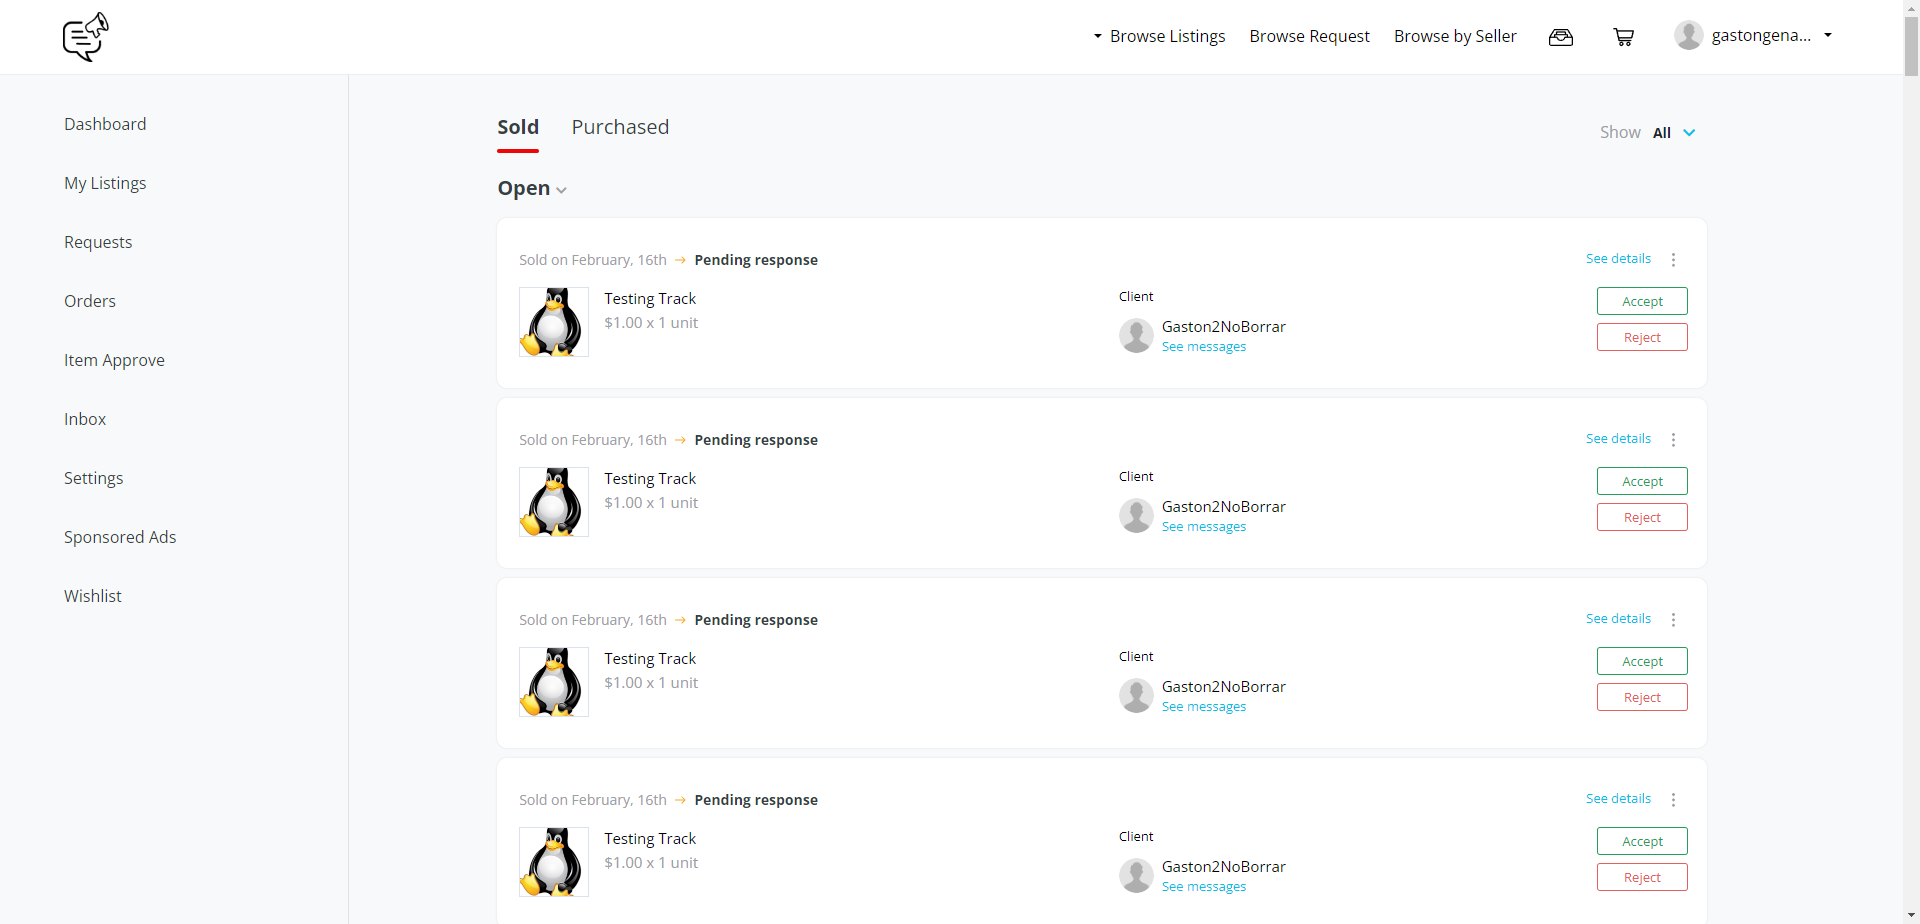 Browse Listings Browse Request Browse by Seller gastongena...
Dashboard
My Listings
Requests
Orders
Item Approve
Inbox
Settings
Sponsored Ads
Wishlist
Sold Purchased
Show All
Open
Sold on February, 16th → Pending response
See details
Testing Track
$1.00 x 1 unit
Client
Gaston2NoBorrar
See messages
Accept
Reject
Sold on February, 16th → Pending response
See details
Testing Track
$1.00 x 1 unit
Client
Gaston2NoBorrar
See messages
Accept
Reject
Sold on February, 16th → Pending response
See details
Testing Track
$1.00 x 1 unit
Client
Gaston2NoBorrar
See messages
Accept
Reject
Sold on February, 16th → Pending response
See details
Testing Track
$1.00 x 1 unit
Client
Gaston2NoBorrar
See messages
Accept
Reject